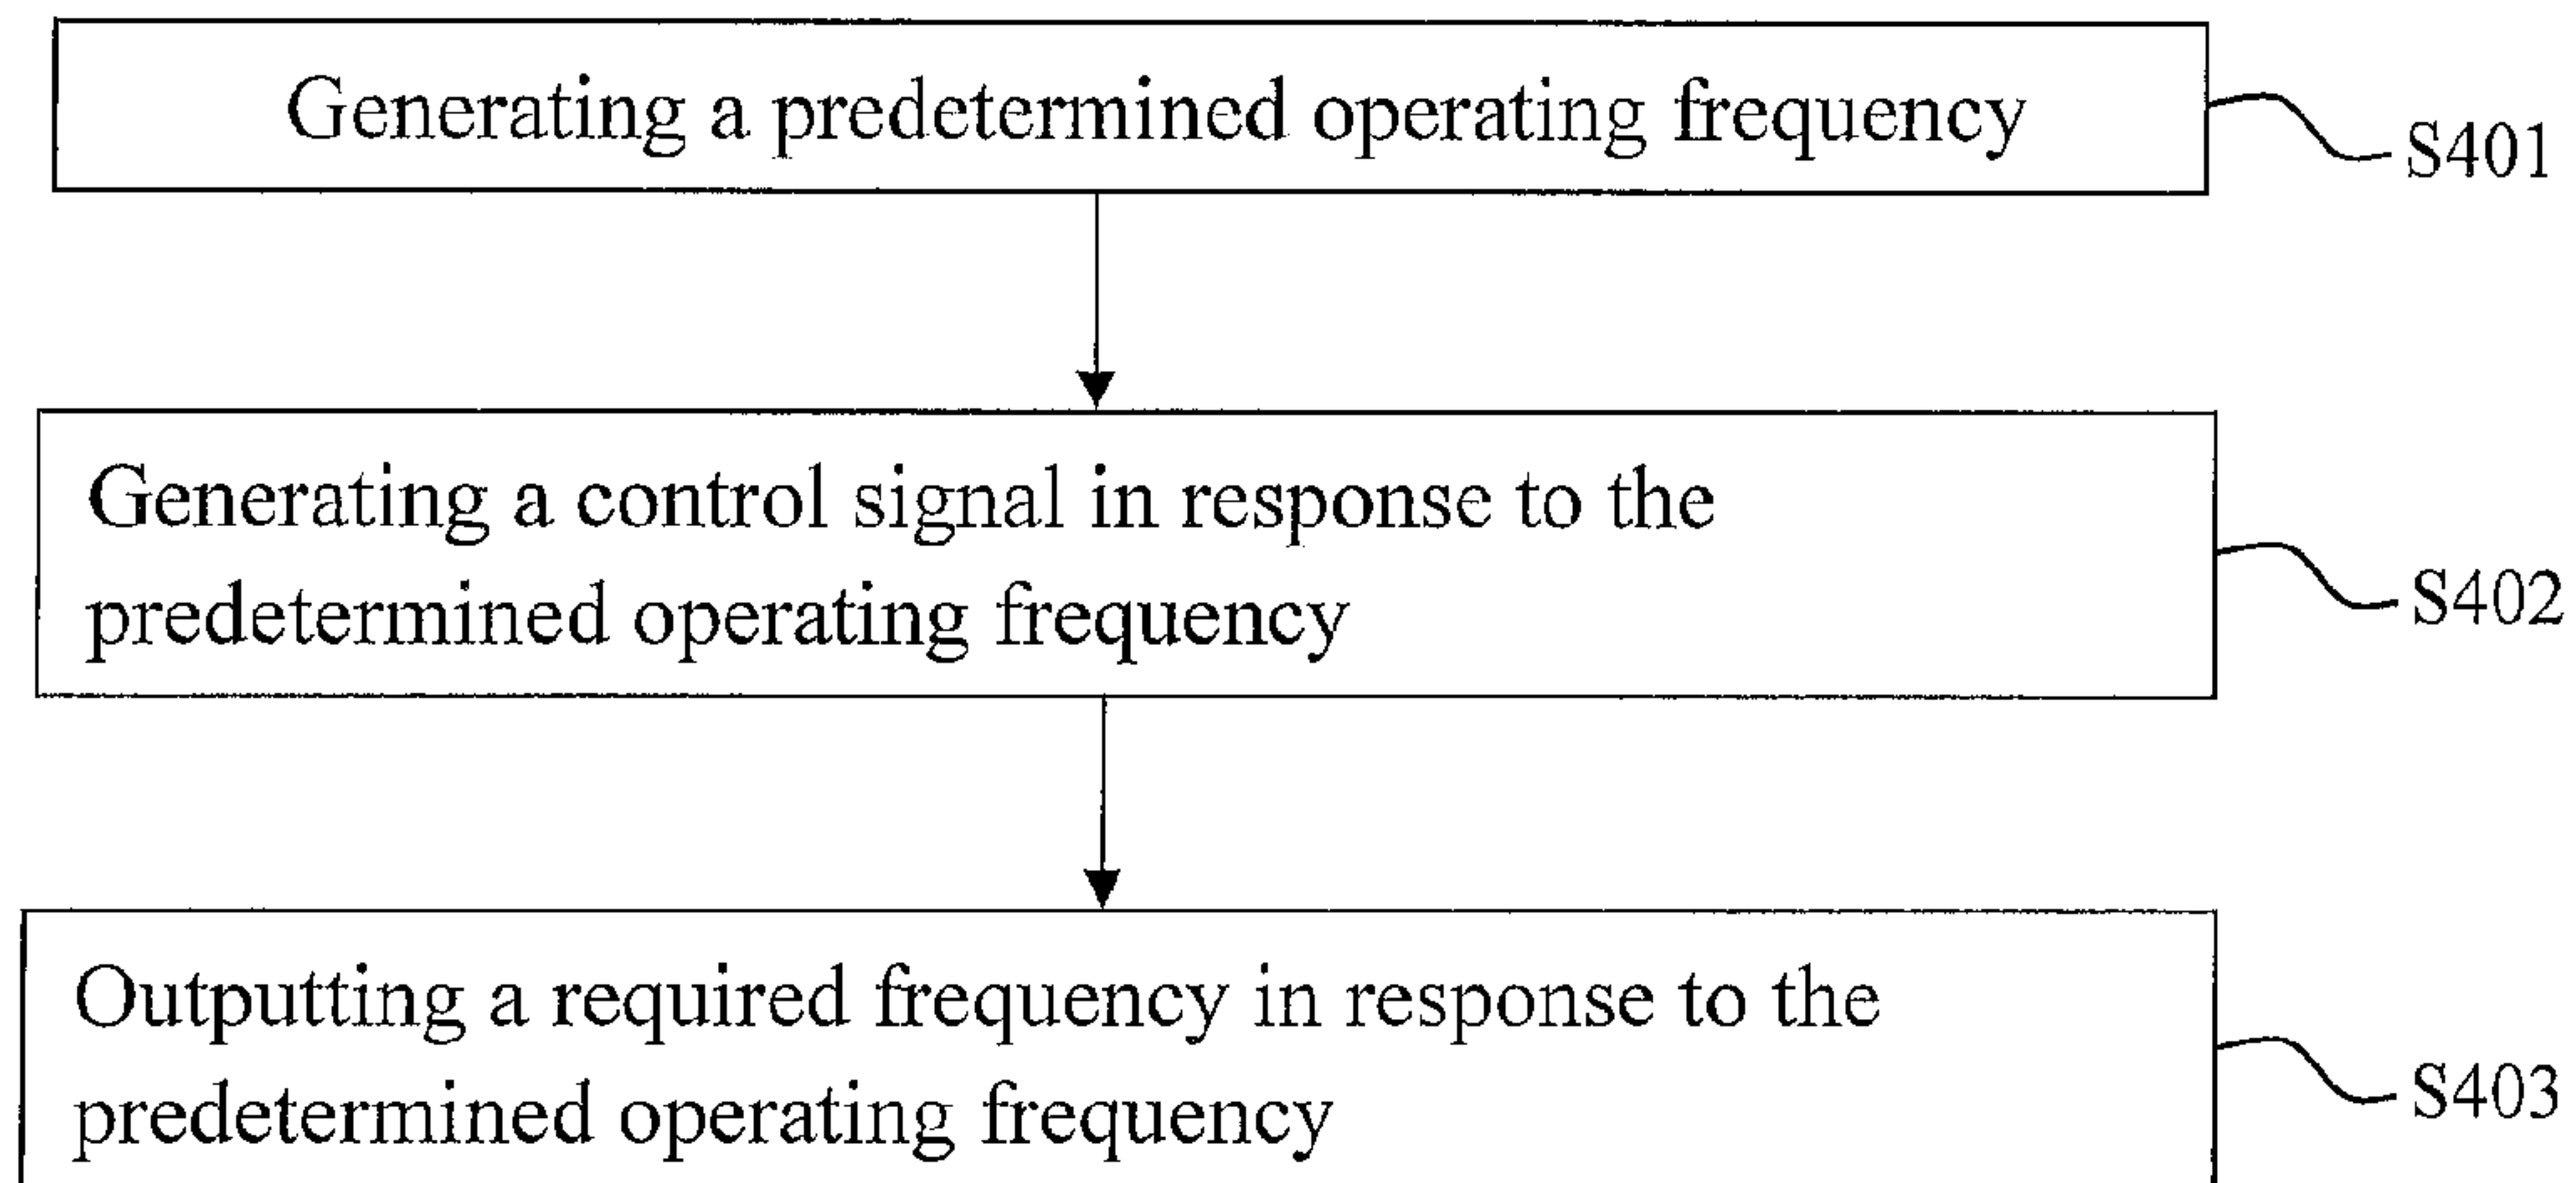 Generating a predetermined operating frequency
S401
Generating a control signal in response to the
predetermined operating frequency
S402
Outputting a required frequency in response to the
predetermined operating frequency
S403